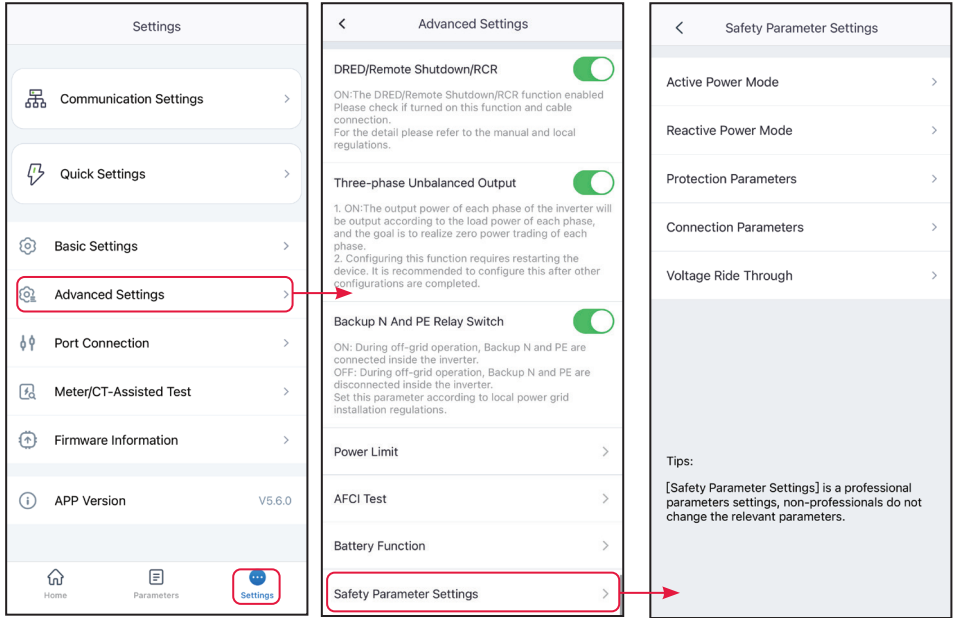 Settings
Communication Settings
Quick Settings
Basic Settings
Advanced Settings
Port Connection
Meter/CT-Assisted Test
Firmware Information
APP Version V5.6.0
Home Parameters Settings
Advanced Settings
DRED/Remote Shutdown/RCR
ON:The DRED/Remote Shutdown/RCR function enabled
Please check if turned on this function and cable
connection.
For the detail please refer to the manual and local
regulations.
Three-phase Unbalanced Output
1. ON:The output power of each phase of the inverter will
be output according to the load power of each phase,
and the goal is to realize zero power trading of each
phase.
2. Configuring this function requires restarting the
device. It is recommended to configure this after other
configurations are completed.
Backup N And PE Relay Switch
ON: During off-grid operation, Backup N and PE are
connected inside the inverter.
OFF: During off-grid operation, Backup N and PE are
disconnected inside the inverter.
Set this parameter according to local power grid
installation regulations.
Power Limit
AFCI Test
Battery Function
Safety Parameter Settings
Safety Parameter Settings
Active Power Mode
Reactive Power Mode
Protection Parameters
Connection Parameters
Voltage Ride Through
Tips:
[Safety Parameter Settings] is a professional
parameters settings, non-professionals do not
change the relevant parameters.